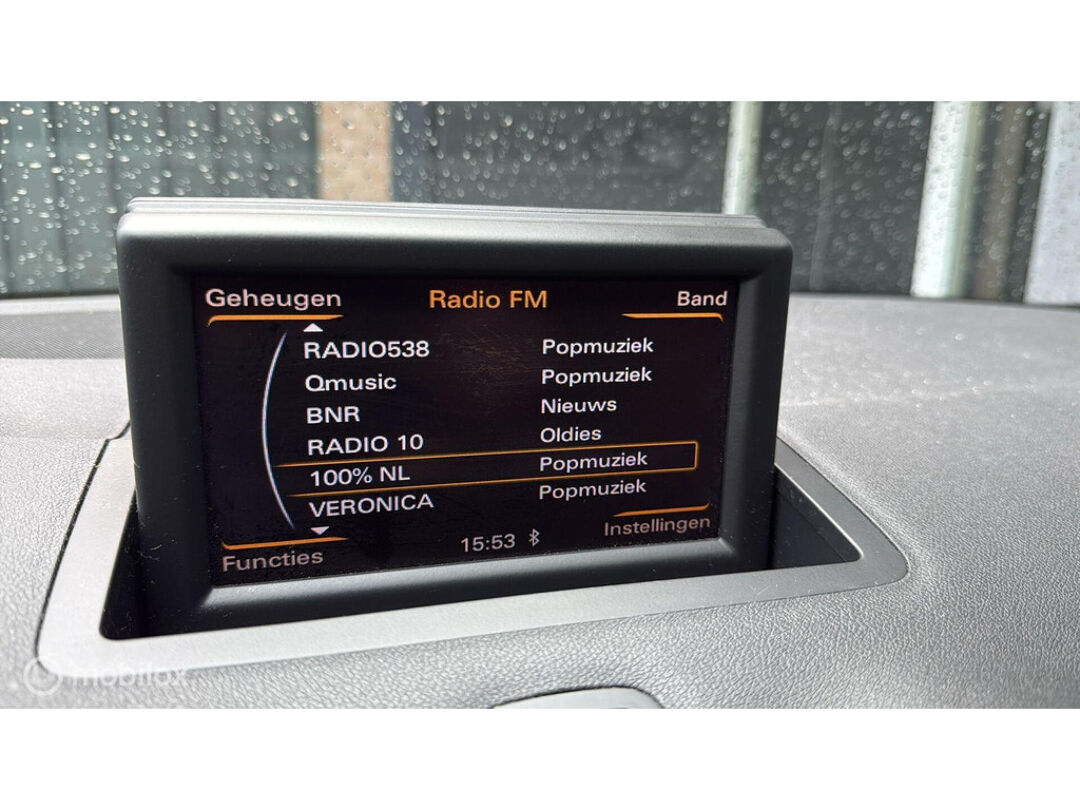 Geheugen Radio FM Band
RADIO538 Popmuziek
Qmusic Popmuziek
BNR Nieuws
RADIO 10 Oldies
100% NL Popmuziek
VERONICA Popmuziek
Functies 15:53 Instellingen
mobilox